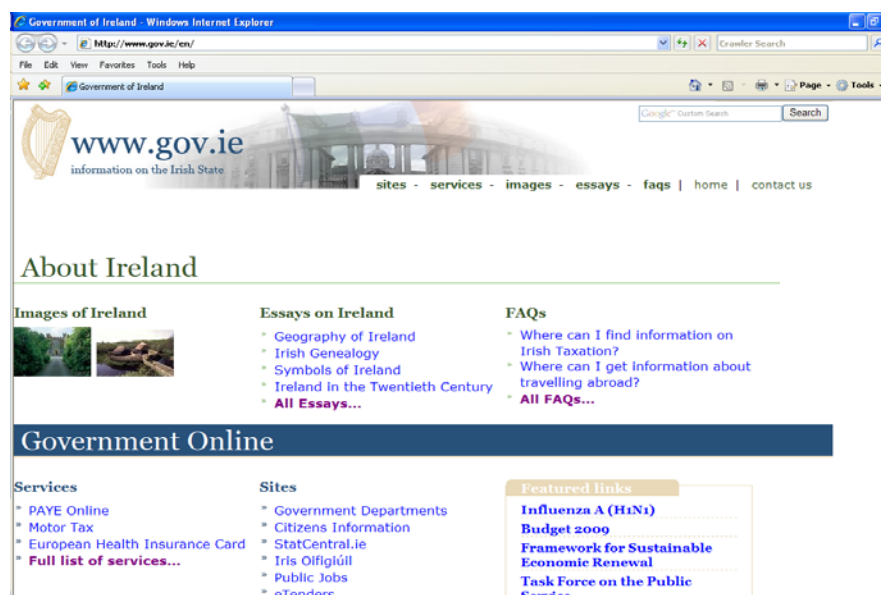 Government of Ireland - Windows Internet Explorer
http://www.gov.ie/en/
Crawler Search
File Edit View Favorites Tools Help
Government of Ireland
Page Tools
Google™ Custom Search
Search
www.gov.ie
information on the Irish State
sites - services - images - essays - faqs | home | contact us
About Ireland
Images of Ireland
Essays on Ireland
Geography of Ireland
Irish Genealogy
Symbols of Ireland
Ireland in the Twentieth Century
All Essays...
FAQs
Where can I find information on
Irish Taxation?
Where can I get information about
travelling abroad?
All FAQs...
Government Online
Services
PAYE Online
Motor Tax
European Health Insurance Card
Full list of services...
Sites
Government Departments
Citizens Information
StatCentral.ie
Iris Oifigiúil
Public Jobs
eTenders
Featured links
Influenza A (H1N1)
Budget 2009
Framework for Sustainable
Economic Renewal
Task Force on the Public
Service